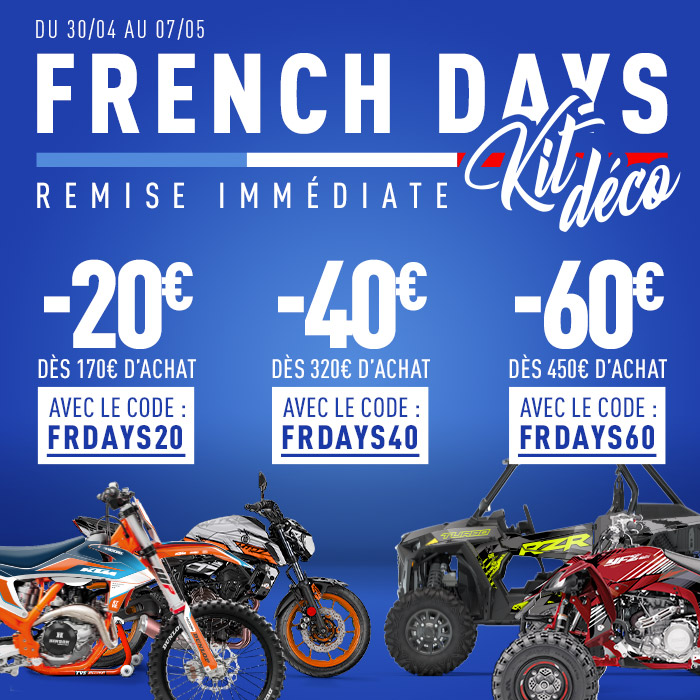 DU 30/04 AU 07/05
FRENCH DAYS
Kit déco
REMISE IMMÉDIATE
-20€
DÈS 170€ D'ACHAT
AVEC LE CODE :
FRDAYS20
-40€
DÈS 320€ D'ACHAT
AVEC LE CODE :
FRDAYS40
-60€
DÈS 450€ D'ACHAT
AVEC LE CODE :
FRDAYS60
KTM
TURBO
RZR
YFZ